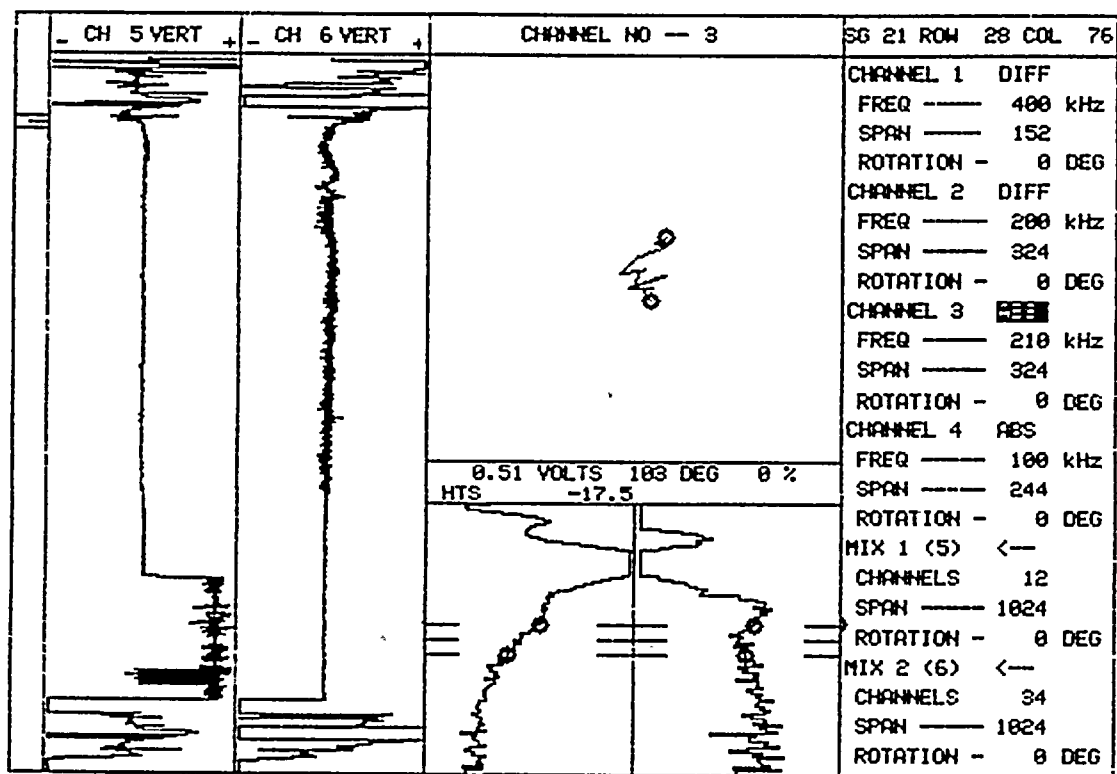 - CH 5 VERT +
- CH 6 VERT +
CHANNEL NO -- 3
SG 21 ROW 28 COL 76
CHANNEL 1 DIFF
FREQ ---- 400 kHz
SPAN ---- 152
ROTATION - 0 DEG
CHANNEL 2 DIFF
FREQ ---- 200 kHz
SPAN ---- 324
ROTATION - 0 DEG
CHANNEL 3
FREQ ---- 210 kHz
SPAN ---- 324
ROTATION - 0 DEG
CHANNEL 4 ABS
FREQ ---- 100 kHz
SPAN ---- 244
ROTATION - 0 DEG
MIX 1 (5) <--
CHANNELS 12
SPAN ---- 1024
ROTATION - 0 DEG
MIX 2 (6) <--
CHANNELS 34
SPAN ---- 1024
ROTATION - 0 DEG
0.51 VOLTS 103 DEG 0 %
HTS -17.5